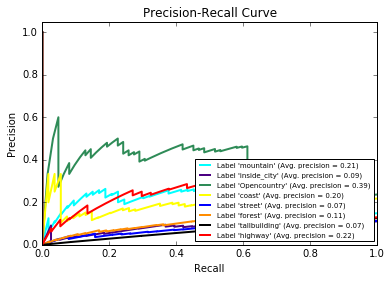 Precision-Recall Curve
1.0
0.8
0.6
0.4
0.2
0.0
Precision
Label 'mountain' (Avg. precision = 0.21)
Label 'inside_city' (Avg. precision = 0.09)
Label 'Opencountry' (Avg. precision = 0.39)
Label 'coast' (Avg. precision = 0.20)
Label 'street' (Avg. precision = 0.07)
Label 'forest' (Avg. precision = 0.11)
Label 'tallbuilding' (Avg. precision = 0.07)
Label 'highway' (Avg. precision = 0.22)
0.0 0.2 0.4 0.6 0.8 1.0
Recall